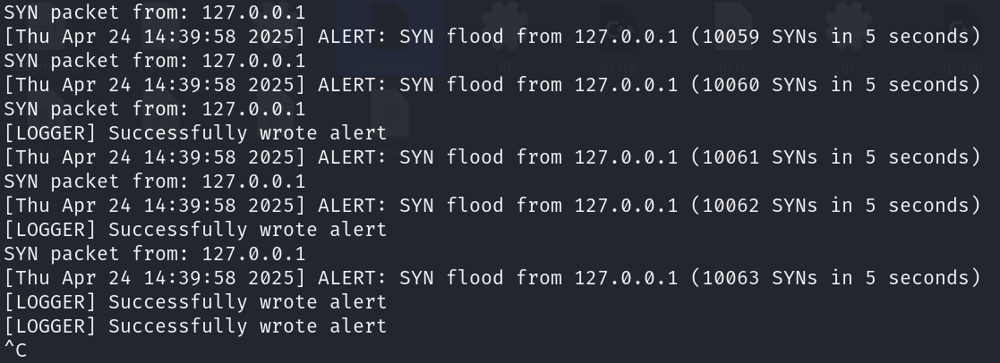 SYN packet from: 127.0.0.1
[Thu Apr 24 14:39:58 2025] ALERT: SYN flood from 127.0.0.1 (10059 SYNs in 5 seconds)
SYN packet from: 127.0.0.1
[Thu Apr 24 14:39:58 2025] ALERT: SYN flood from 127.0.0.1 (10060 SYNs in 5 seconds)
SYN packet from: 127.0.0.1
[LOGGER] Successfully wrote alert
[Thu Apr 24 14:39:58 2025] ALERT: SYN flood from 127.0.0.1 (10061 SYNs in 5 seconds)
SYN packet from: 127.0.0.1
[Thu Apr 24 14:39:58 2025] ALERT: SYN flood from 127.0.0.1 (10062 SYNs in 5 seconds)
[LOGGER] Successfully wrote alert
SYN packet from: 127.0.0.1
[Thu Apr 24 14:39:58 2025] ALERT: SYN flood from 127.0.0.1 (10063 SYNs in 5 seconds)
[LOGGER] Successfully wrote alert
[LOGGER] Successfully wrote alert
^C